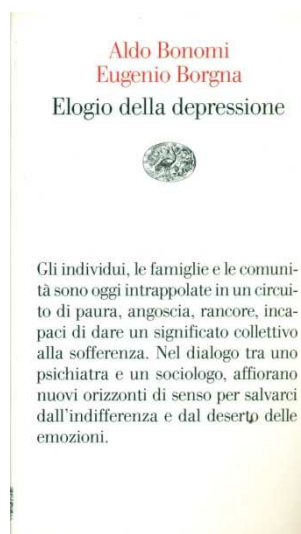 Aldo Bonomi
Eugenio Borgna
Elogio della depressione
Gli individui, le famiglie e le comuni-
tà sono oggi intrappolate in un circui-
to di paura, angoscia, rancore, inca-
paci di dare un significato collettivo
alla sofferenza. Nel dialogo tra uno
psichiatra e un sociologo, affiorano
nuovi orizzonti di senso per salvarci
dall'indifferenza e dal deserto delle
emozioni.